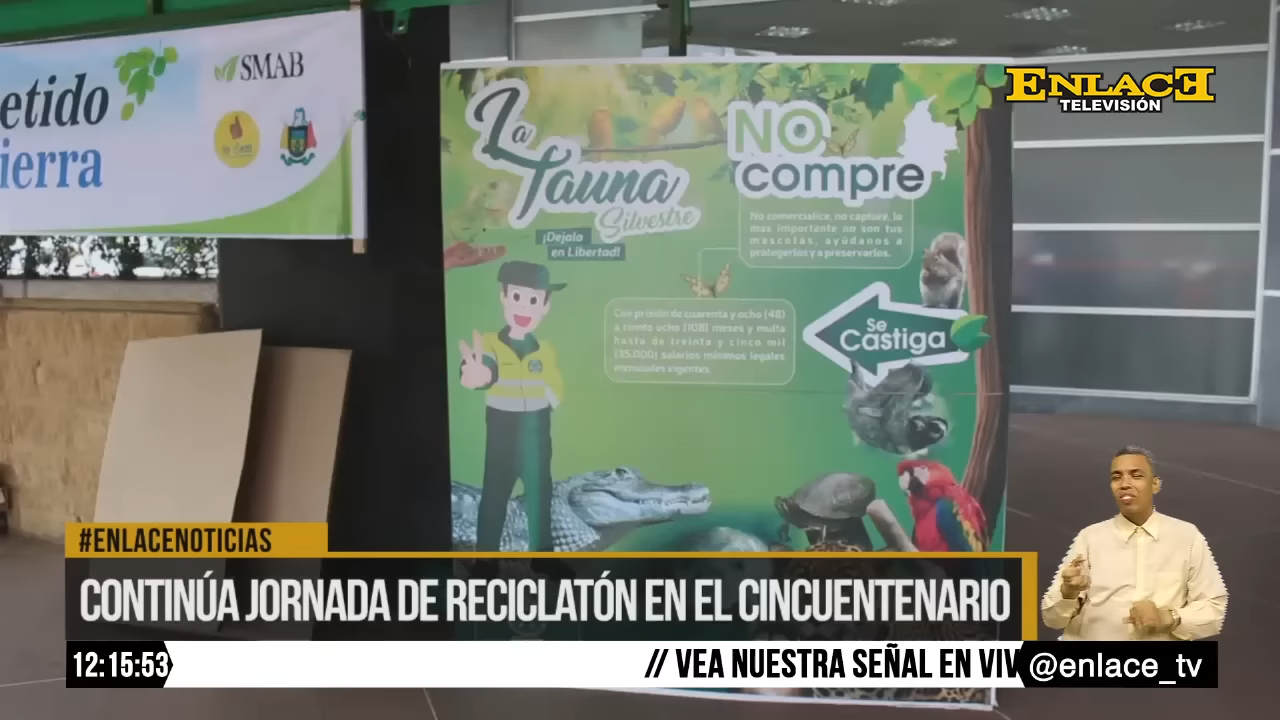 etido
ierra
SMAB
ENLACE
TELEVISIÓN
La
Fauna
Silvestre
¡Dejala
en Libertad!
NO
compre
No comercialice, no capture, lo
mas importante no son tus
mascotas, ayúdanos a
protegerlos y a preservarlos.
Con prisión de cuarenta y ocho (48)
a ciento ocho (108) meses y multa
hasta de treinta y cinco mil
(35.000) salarios mínimos legales
mensuales vigentes.
Se
Castiga
#ENLACENOTICIAS
CONTINÚA JORNADA DE RECICLATÓN EN EL CINCUENTENARIO
12:15:53
// VEA NUESTRA SEÑAL EN VIV
@enlace_tv